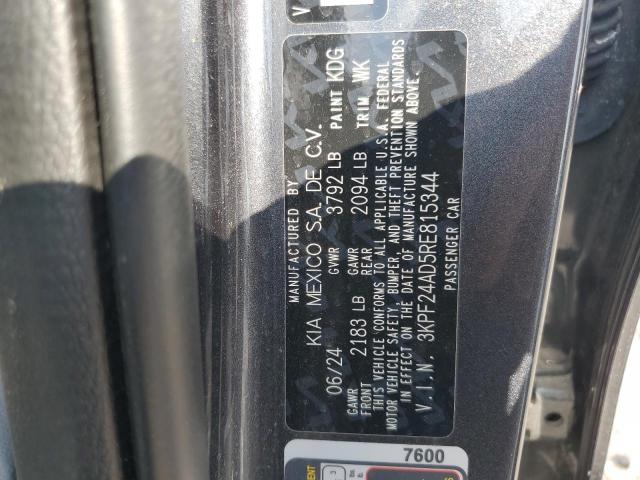 MANUFACTURED BY
KIA MEXICO S.A. DE C.V.
06/24 GVWR 3792 LB PAINT KDG
GAWR FRONT 2183 LB GAWR REAR 2094 LB TRIM WK
THIS VEHICLE CONFORMS TO ALL APPLICABLE U.S.A. FEDERAL
MOTOR VEHICLE SAFETY, BUMPER, AND THEFT PREVENTION STANDARDS
IN EFFECT ON THE DATE OF MANUFACTURE SHOWN ABOVE.
V.I.N. 3KPF24AD5RE815344
PASSENGER CAR
7600
V